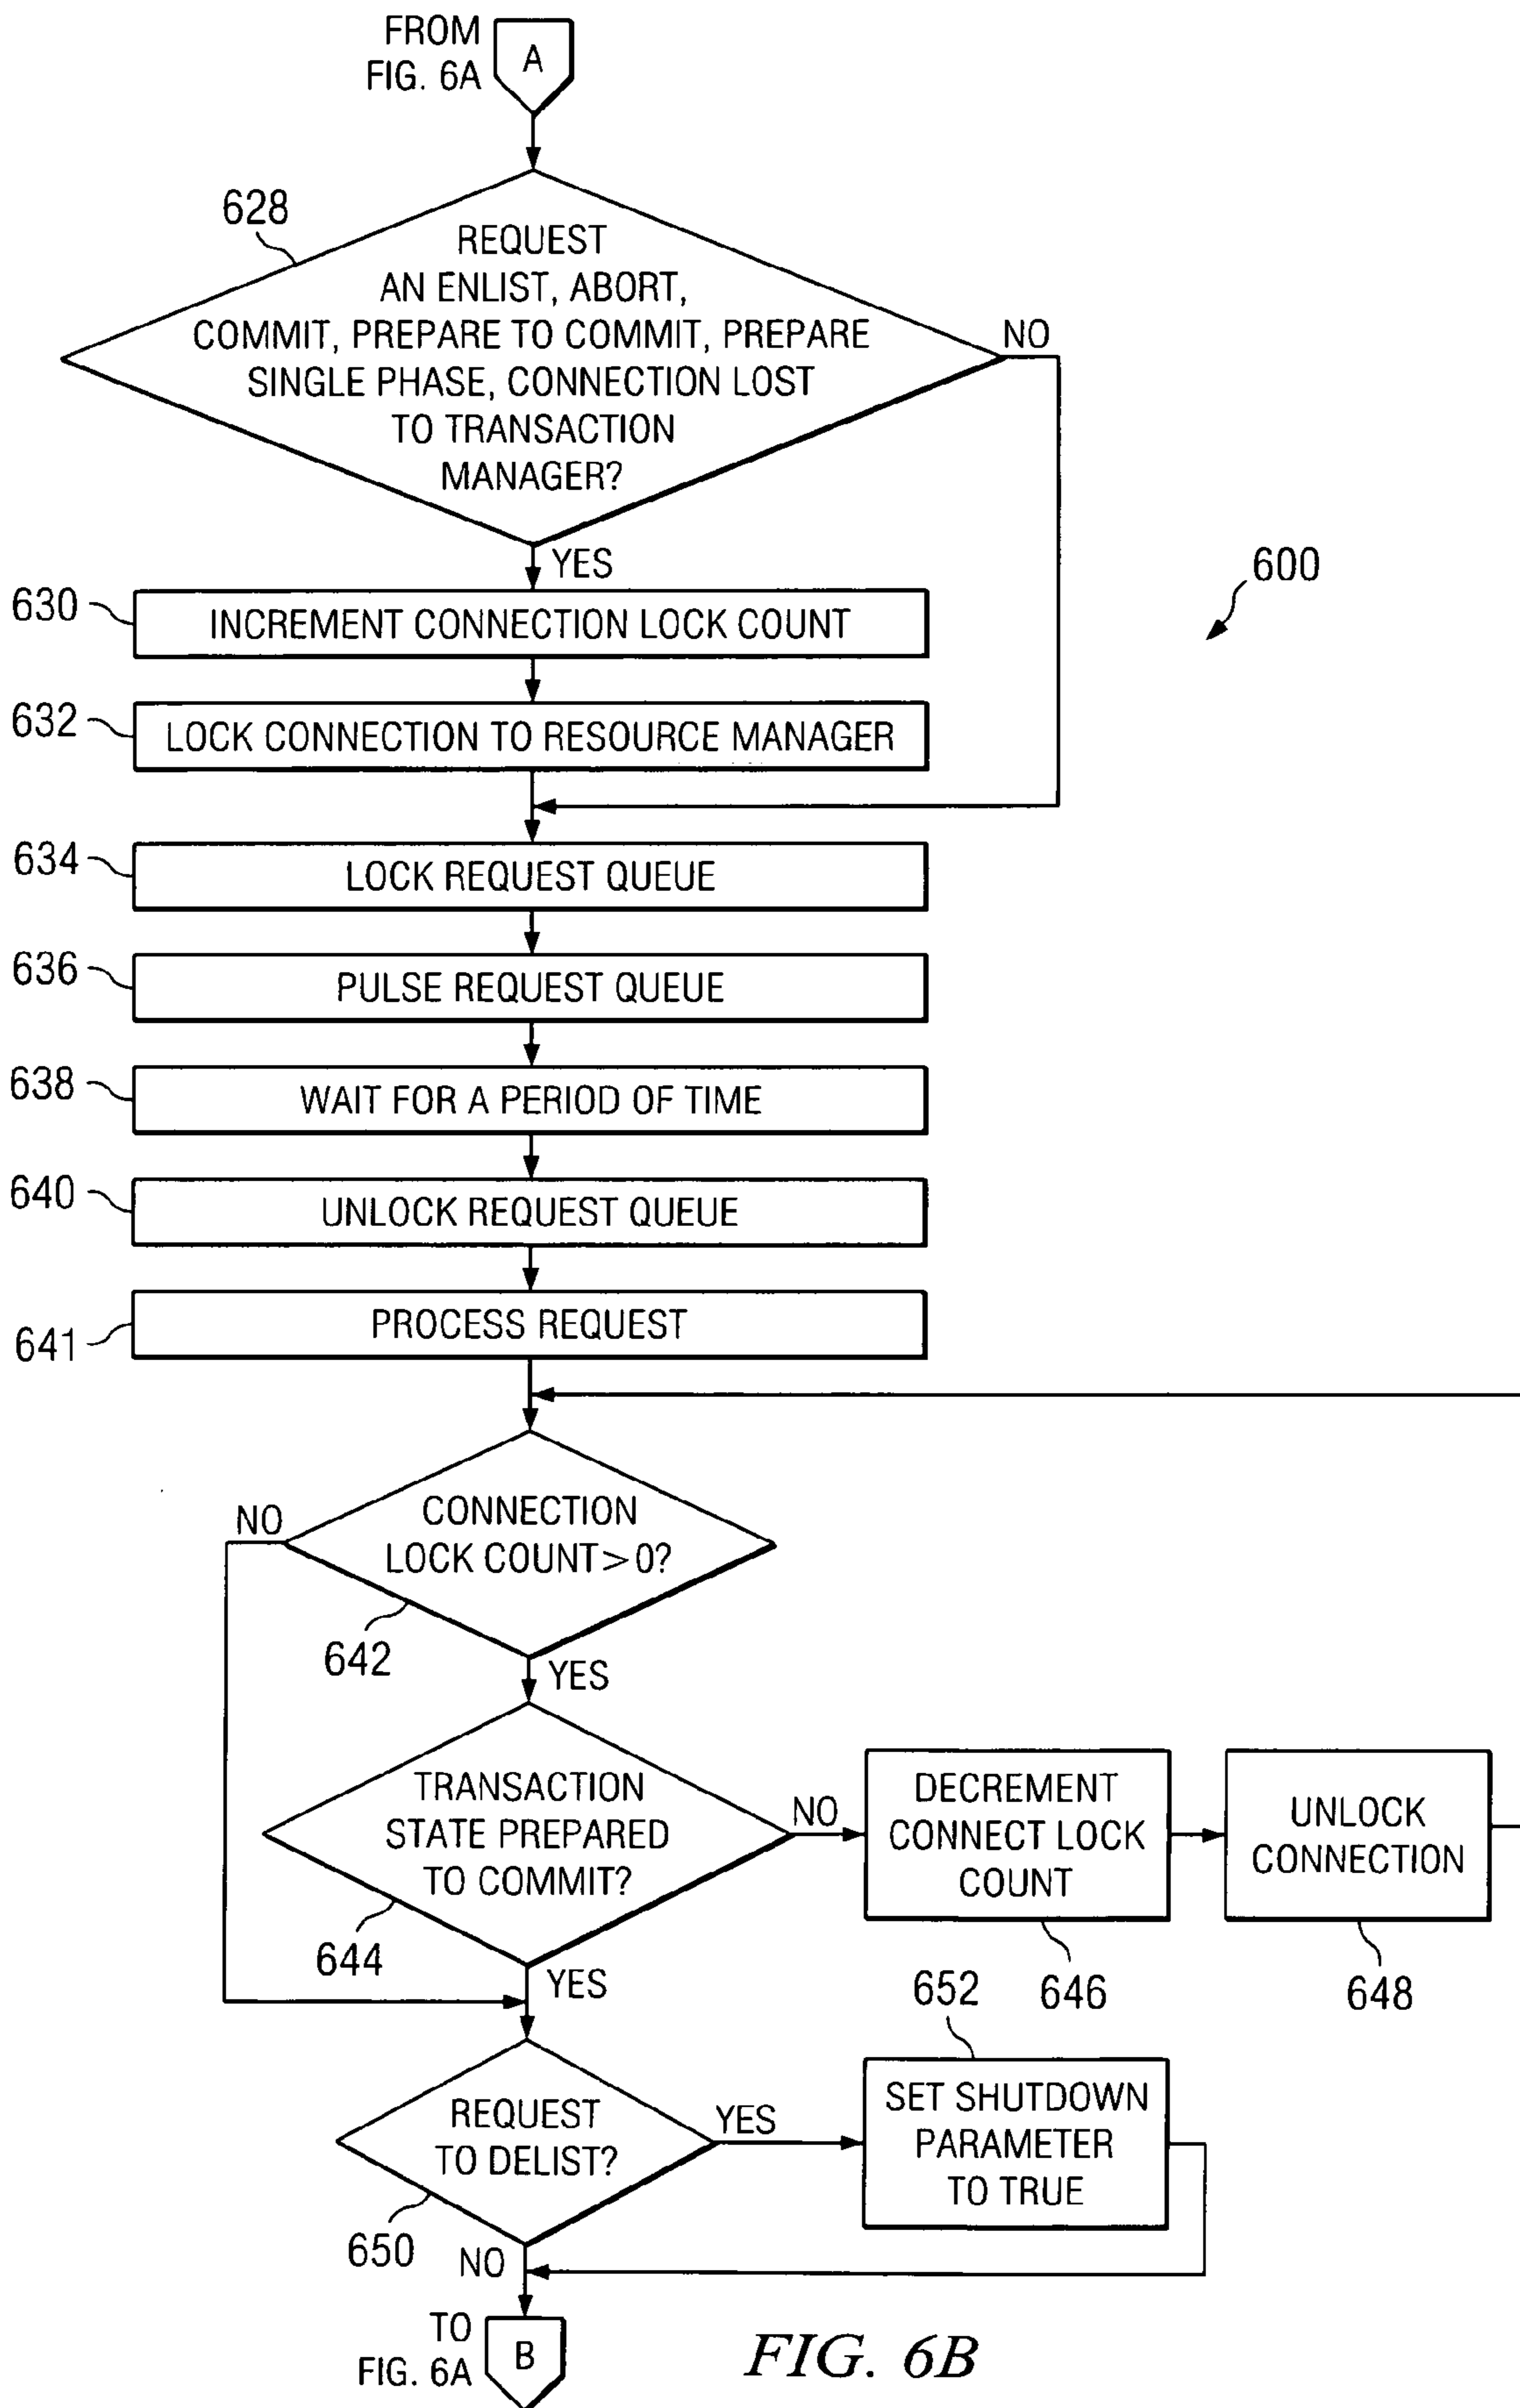 FROM
FIG. 6A
A
628
REQUEST
AN ENLIST, ABORT,
COMMIT, PREPARE TO COMMIT, PREPARE
SINGLE PHASE, CONNECTION LOST
TO TRANSACTION
MANAGER?
NO
YES
600
630
INCREMENT CONNECTION LOCK COUNT
632
LOCK CONNECTION TO RESOURCE MANAGER
634
LOCK REQUEST QUEUE
636
PULSE REQUEST QUEUE
638
WAIT FOR A PERIOD OF TIME
640
UNLOCK REQUEST QUEUE
641
PROCESS REQUEST
NO
CONNECTION
LOCK COUNT > 0?
642
YES
TRANSACTION
STATE PREPARED
TO COMMIT?
644
NO
DECREMENT
CONNECT LOCK
COUNT
646
UNLOCK
CONNECTION
648
YES
652
REQUEST
TO DELIST?
650
YES
SET SHUTDOWN
PARAMETER
TO TRUE
NO
TO
FIG. 6A
B
FIG. 6B